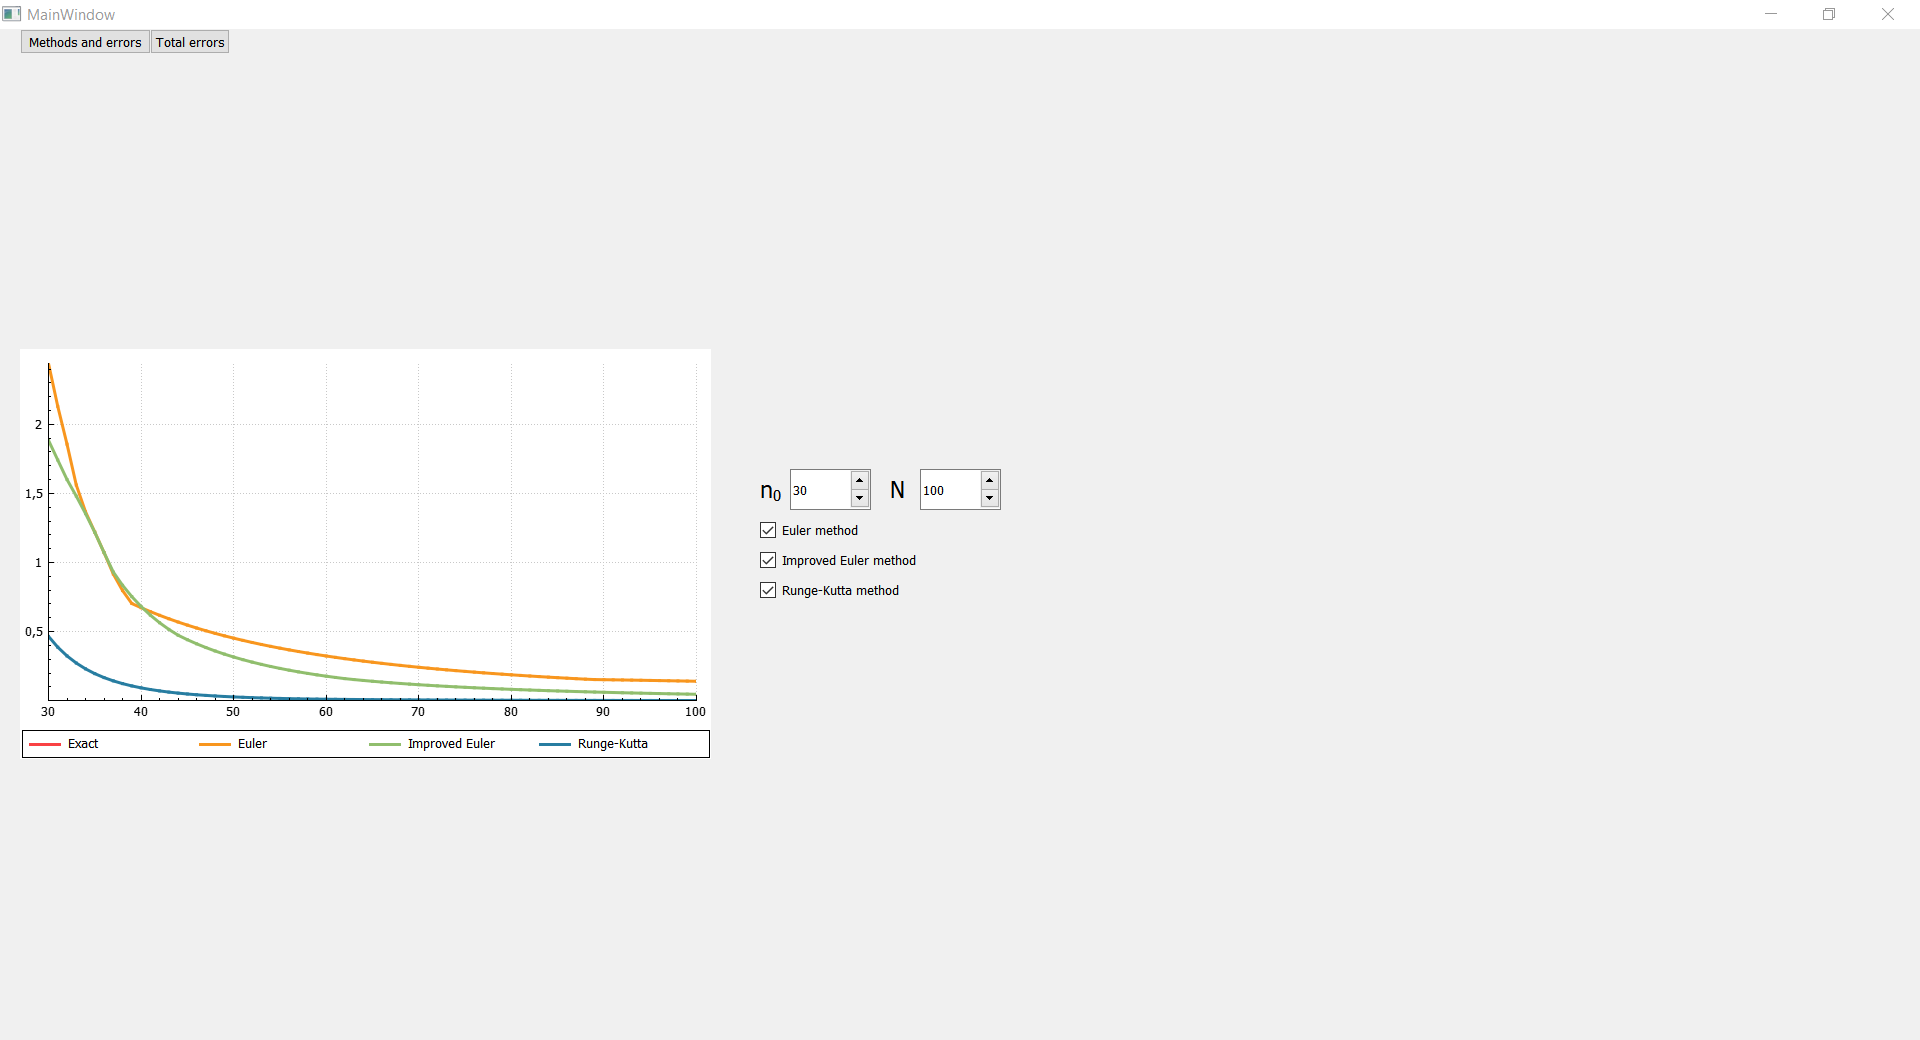 MainWindow
Methods and errors Total errors
2
1,5
1
0,5
30 40 50 60 70 80 90 100
Exact Euler Improved Euler Runge-Kutta
n₀ 30 N 100
Euler method
Improved Euler method
Runge-Kutta method